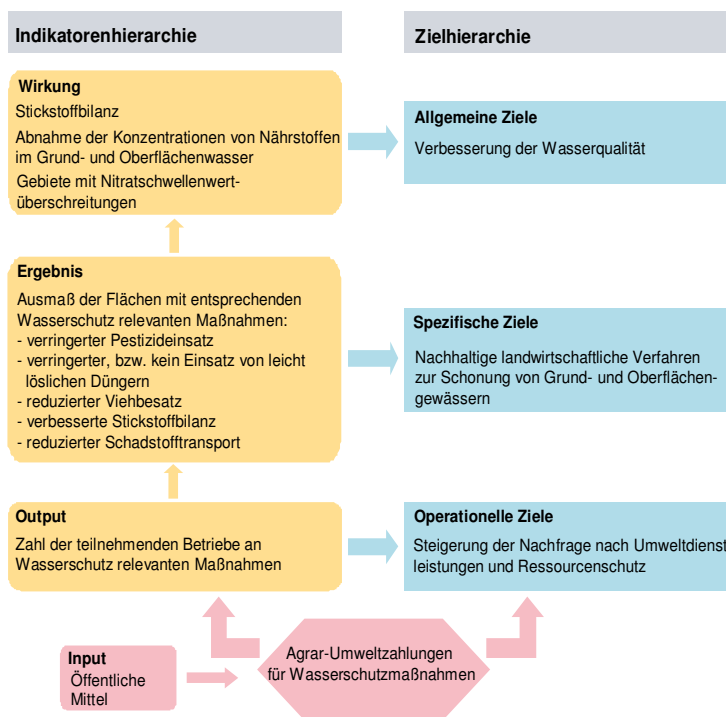 Indikatorenhierarchie
Zielhierarchie
Wirkung
Stickstoffbilanz
Abnahme der Konzentrationen von Nährstoffen
im Grund- und Oberflächenwasser
Gebiete mit Nitratschwellenwert-
überschreitungen
Allgemeine Ziele
Verbesserung der Wasserqualität
Ergebnis
Ausmaß der Flächen mit entsprechenden
Wasserschutz relevanten Maßnahmen:
- verringerter Pestizideinsatz
- verringerter, bzw. kein Einsatz von leicht
löslichen Düngern
- reduzierter Viehbesatz
- verbesserte Stickstoffbilanz
- reduzierter Schadstofftransport
Spezifische Ziele
Nachhaltige landwirtschaftliche Verfahren
zur Schonung von Grund- und Oberflächen-
gewässern
Output
Zahl der teilnehmenden Betriebe an
Wasserschutz relevanten Maßnahmen
Operationelle Ziele
Steigerung der Nachfrage nach Umweltdienst
leistungen und Ressourcenschutz
Input
Öffentliche
Mittel
Agrar-Umweltzahlungen
für Wasserschutzmaßnahmen